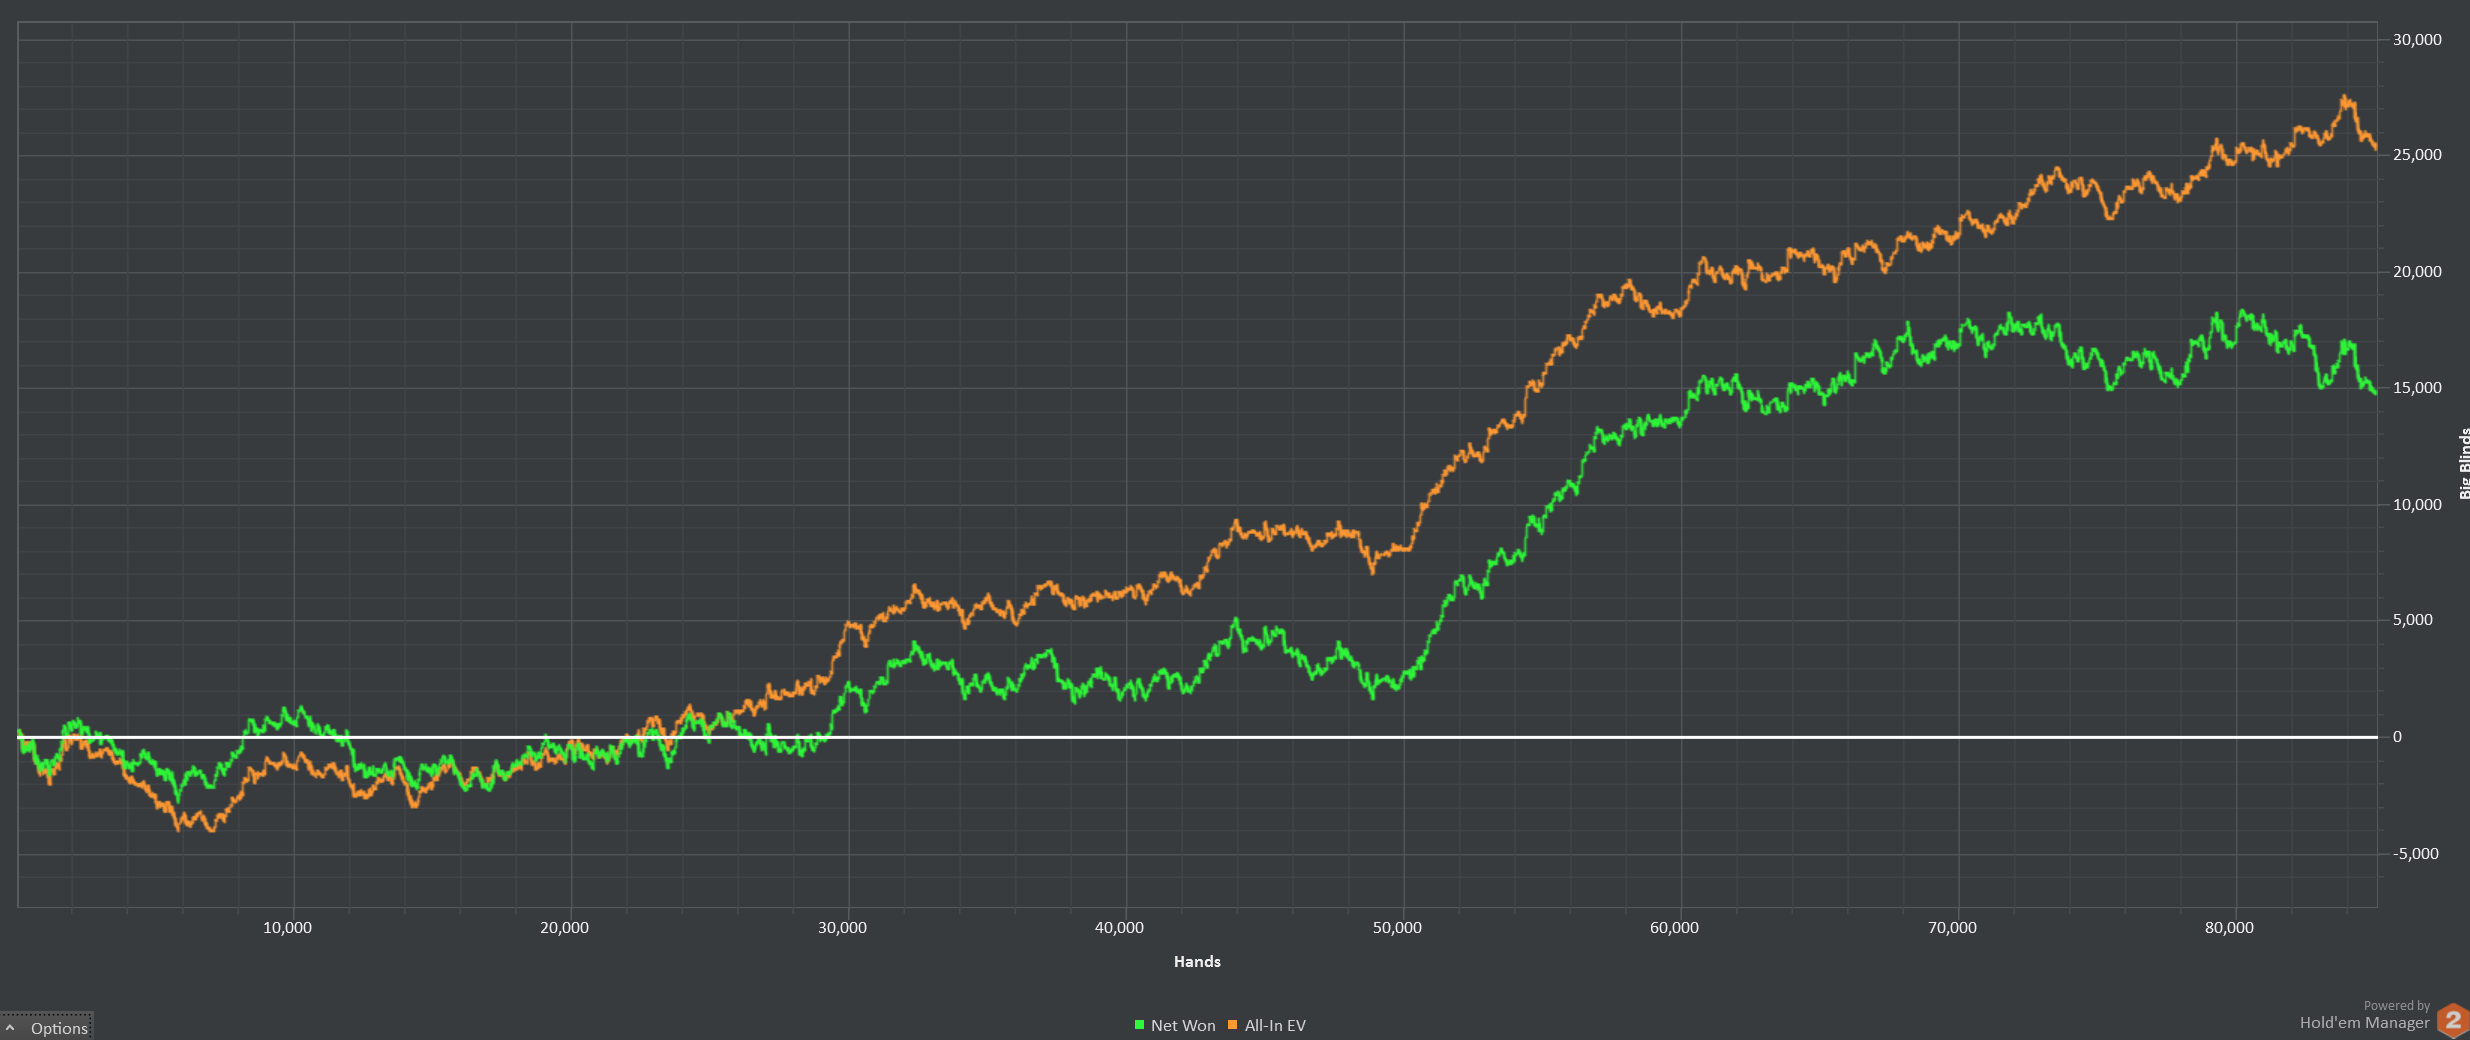 30,000
25,000
20,000
15,000
10,000
5,000
0
-5,000
Big Blinds
10,000 20,000 30,000 40,000 50,000 60,000 70,000 80,000
Hands
Options
Net Won All-In EV
Powered by
Hold'em Manager 2